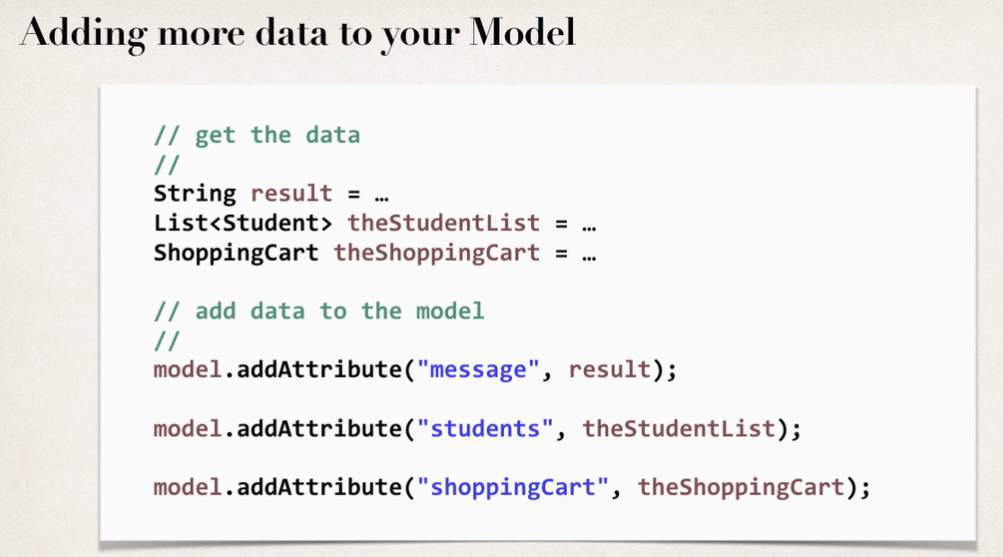 Adding more data to your Model
// get the data
//
String result = …
List<Student> theStudentList = …
ShoppingCart theShoppingCart = …
// add data to the model
//
model.addAttribute("message", result);
model.addAttribute("students", theStudentList);
model.addAttribute("shoppingCart", theShoppingCart);